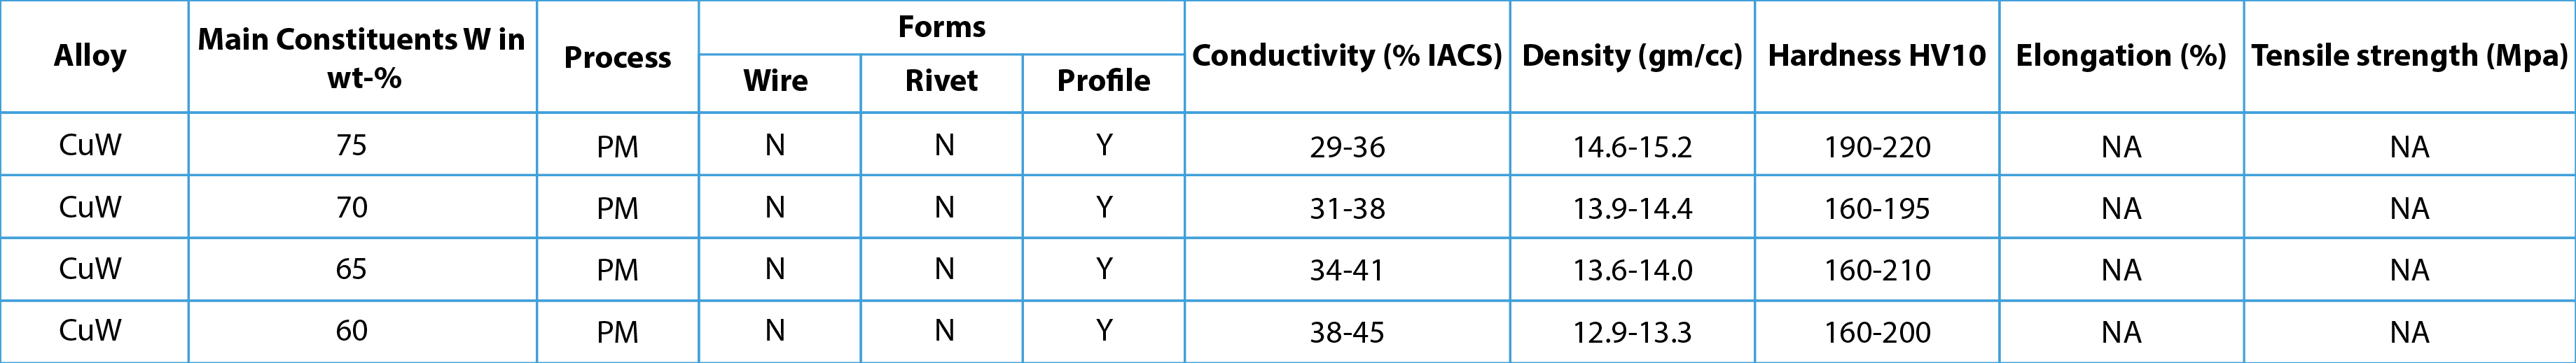 Alloy
Main Constituents W in
wt-%
Process
Forms
Wire
Rivet
Profile
Conductivity (% IACS)
Density (gm/cc)
Hardness HV10
Elongation (%)
Tensile strength (Mpa)
CuW 75 PM N N Y 29-36 14.6-15.2 190-220 NA NA
CuW 70 PM N N Y 31-38 13.9-14.4 160-195 NA NA
CuW 65 PM N N Y 34-41 13.6-14.0 160-210 NA NA
CuW 60 PM N N Y 38-45 12.9-13.3 160-200 NA NA